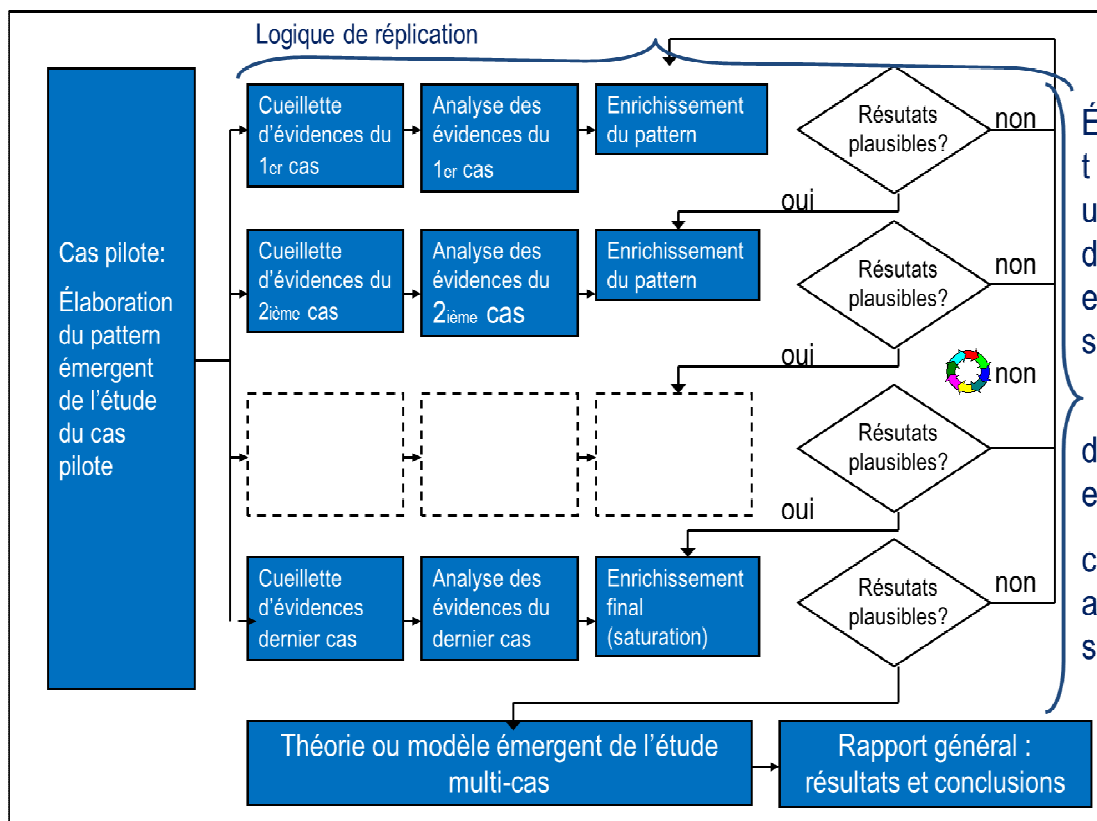 Logique de réplication
Cas pilote:
Élaboration
du pattern
émergent
de l'étude
du cas
pilote
Cueillette
d'évidences du
1er cas
Analyse des
évidences du
1er cas
Enrichissement
du pattern
Résutats
plausibles?
non
oui
Cueillette
d'évidences du
2ième cas
Analyse des
évidences du
2ième cas
Enrichissement
du pattern
Résutats
plausibles?
non
oui
non
Résutats
plausibles?
oui
Cueillette
d'évidences
dernier cas
Analyse des
évidences du
dernier cas
Enrichissement
final
(saturation)
Résutats
plausibles?
non
Théorie ou modèle émergent de l'étude
multi-cas
Rapport général :
résultats et conclusions
É
t
u
d
e
s
d
e
c
a
s